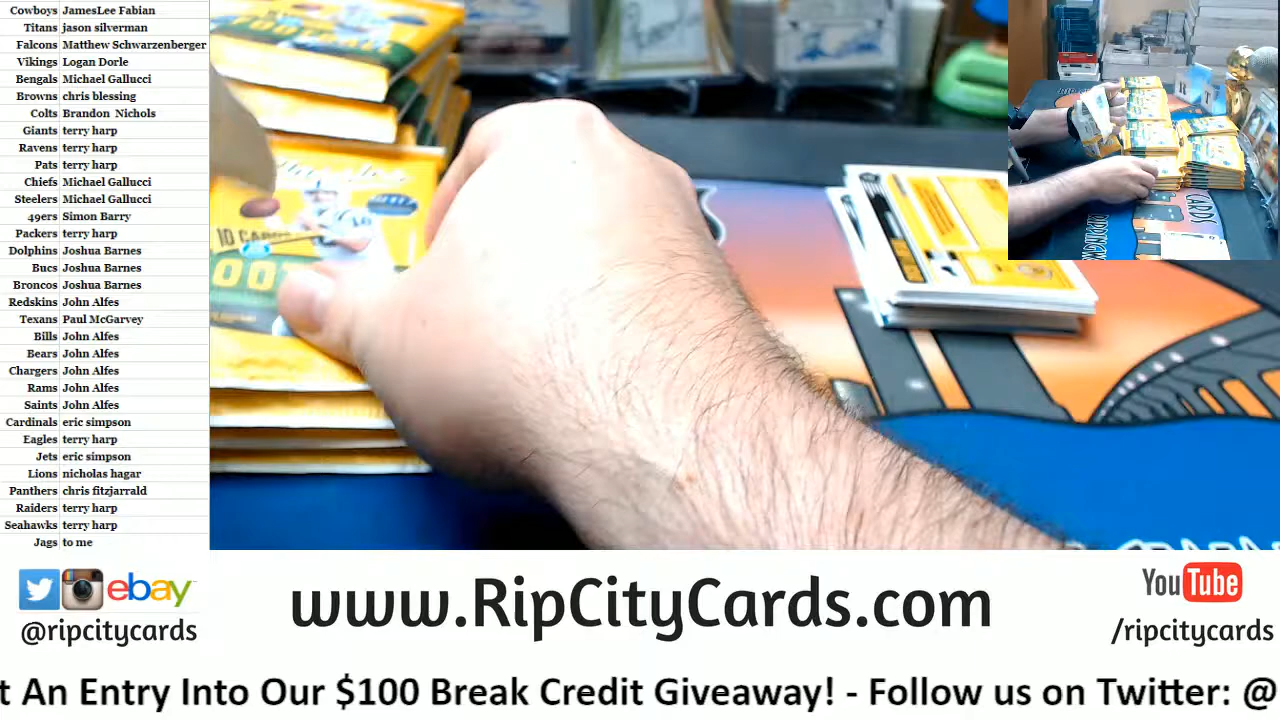 Cowboys JamesLee Fabian
Titans jason silverman
Falcons Matthew Schwarzenberger
Vikings Logan Dorle
Bengals Michael Gallucci
Browns chris blessing
Colts Brandon Nichols
Giants terry harp
Ravens terry harp
Pats terry harp
Chiefs Michael Gallucci
Steelers Michael Gallucci
49ers Simon Barry
Packers terry harp
Dolphins Joshua Barnes
Bucs Joshua Barnes
Broncos Joshua Barnes
Redskins John Alfes
Texans Paul McGarvey
Bills John Alfes
Bears John Alfes
Chargers John Alfes
Rams John Alfes
Saints John Alfes
Cardinals eric simpson
Eagles terry harp
Jets eric simpson
Lions nicholas hagar
Panthers chris fitzjarrald
Raiders terry harp
Seahawks terry harp
Jags to me
FOOTBALL
10 CARDS
ebay
@ripcitycards
www.RipCityCards.com
YouTube
/ripcitycards
t An Entry Into Our $100 Break Credit Giveaway! - Follow us on Twitter: @